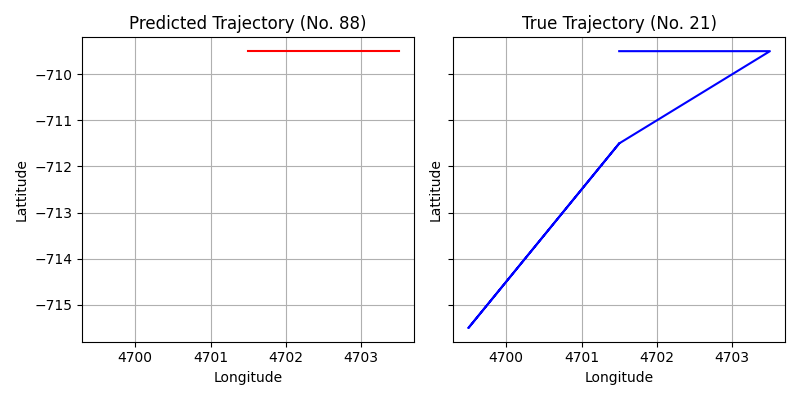 Predicted Trajectory (No. 88)
−710
−711
−712
−713
−714
−715
Lattitude
4700 4701 4702 4703
Longitude
True Trajectory (No. 21)
Lattitude
4700 4701 4702 4703
Longitude